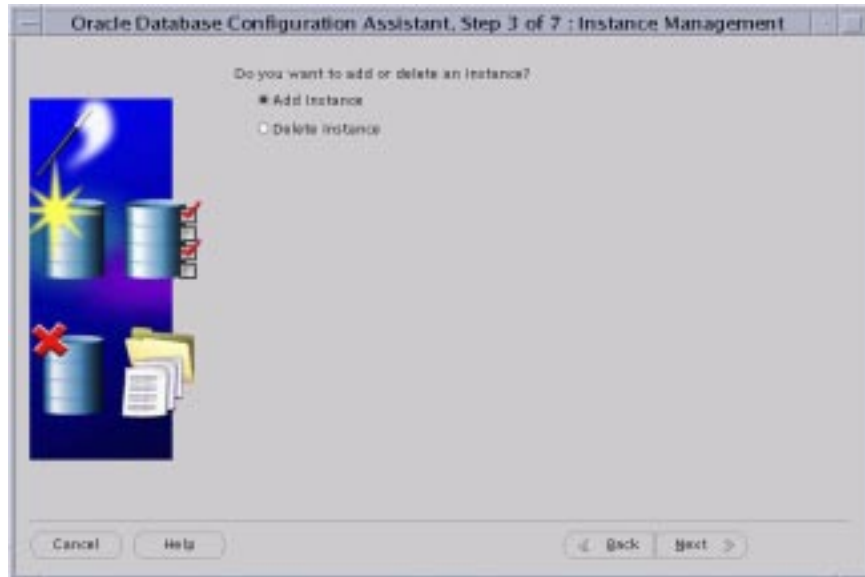 Oracle Database Configuration Assistant, Step 3 of 7 : Instance Management
Do you want to add or delete an Instance?
Add Instance
Delete Instance
Cancel
Help
Back
Next